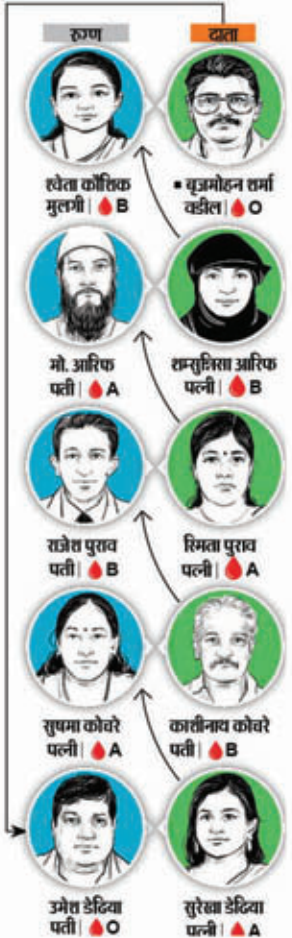 रुग्ण
दाता
श्वेता कौशिक
मुलगी | B
▪ बृजमोहन शर्मा
वडील | O
मो. आरिफ
पती | A
शम्सुन्निसा आरिफ
पत्नी | B
राजेश पुराव
पती | B
स्मिता पुराव
पत्नी | A
सुषमा कोचरे
पत्नी | A
काशीनाथ कोचरे
पती | B
उमेश डेढिया
पती | O
सुरेखा डेढिया
पत्नी | A